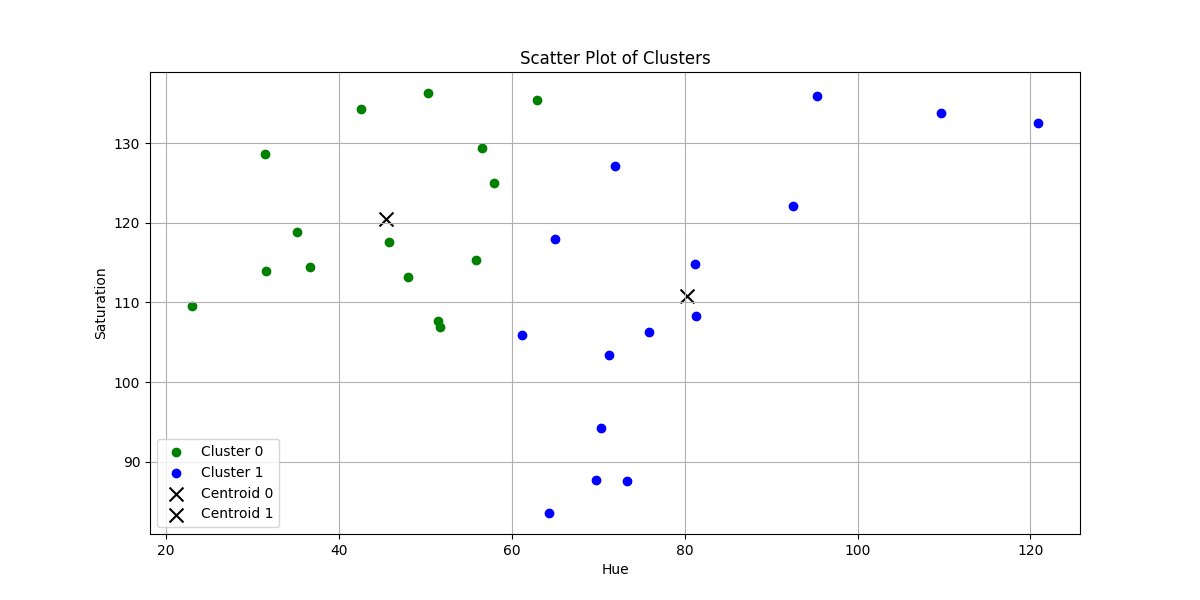 Scatter Plot of Clusters
Saturation
130
120
110
100
90
Cluster 0
Cluster 1
Centroid 0
Centroid 1
20 40 60 80 100 120
Hue